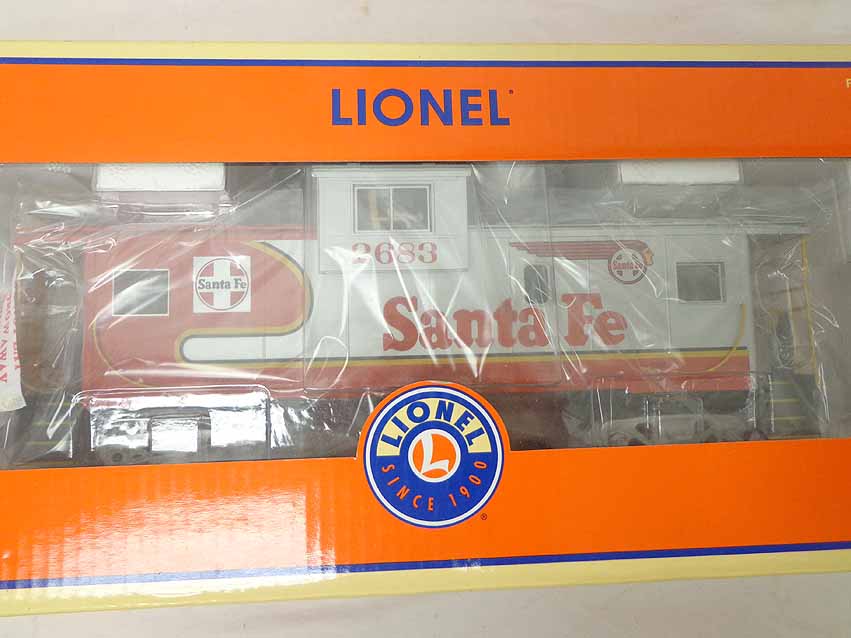 LIONEL
2683
Santa Fe
Santa Fe
Santa Fe
LIONEL
L
SINCE 1900